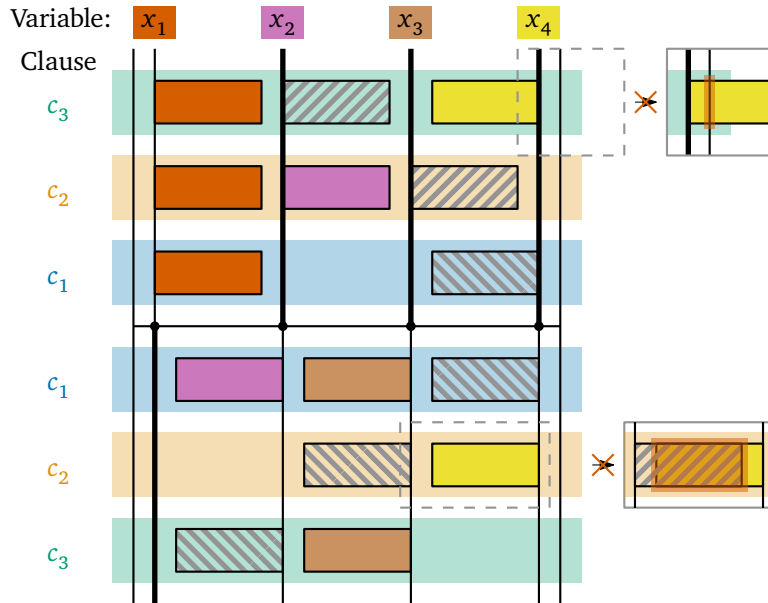 Variable: x₁ x₂ x₃ x₄
Clause
c₃
c₂
c₁
c₁
c₂
c₃